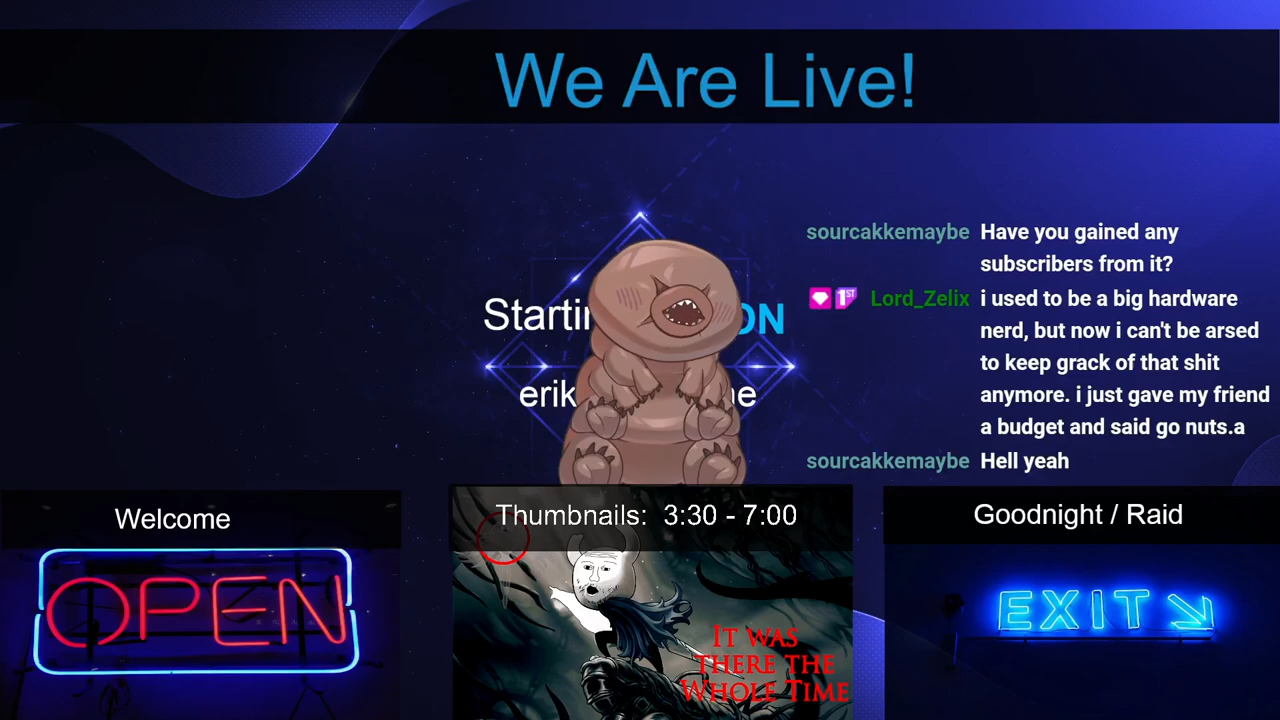 We Are Live!
sourcakkemaybe Have you gained any
subscribers from it?
Lord_Zelix i used to be a big hardware
nerd, but now i can't be arsed
to keep grack of that shit
anymore. i just gave my friend
a budget and said go nuts.a
sourcakkemaybe Hell yeah
Welcome
OPEN
Thumbnails: 3:30 - 7:00
IT WAS
THERE THE
WHOLE TIME
Goodnight / Raid
EXIT